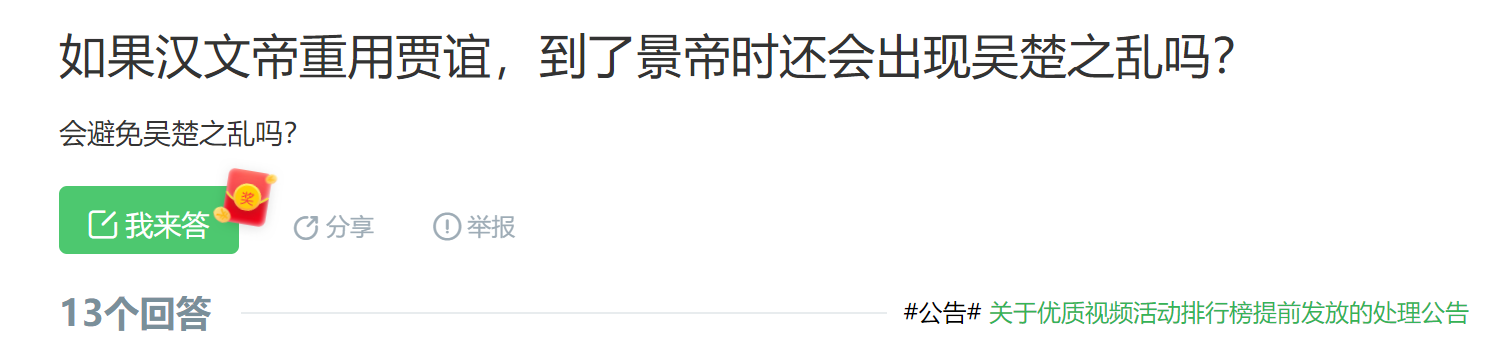 如果汉文帝重用贾谊，到了景帝时还会出现吴楚之乱吗?
会避免吴楚之乱吗?
我来答 奖 分享 举报
13个回答 #公告# 关于优质视频活动排行榜提前发放的处理公告